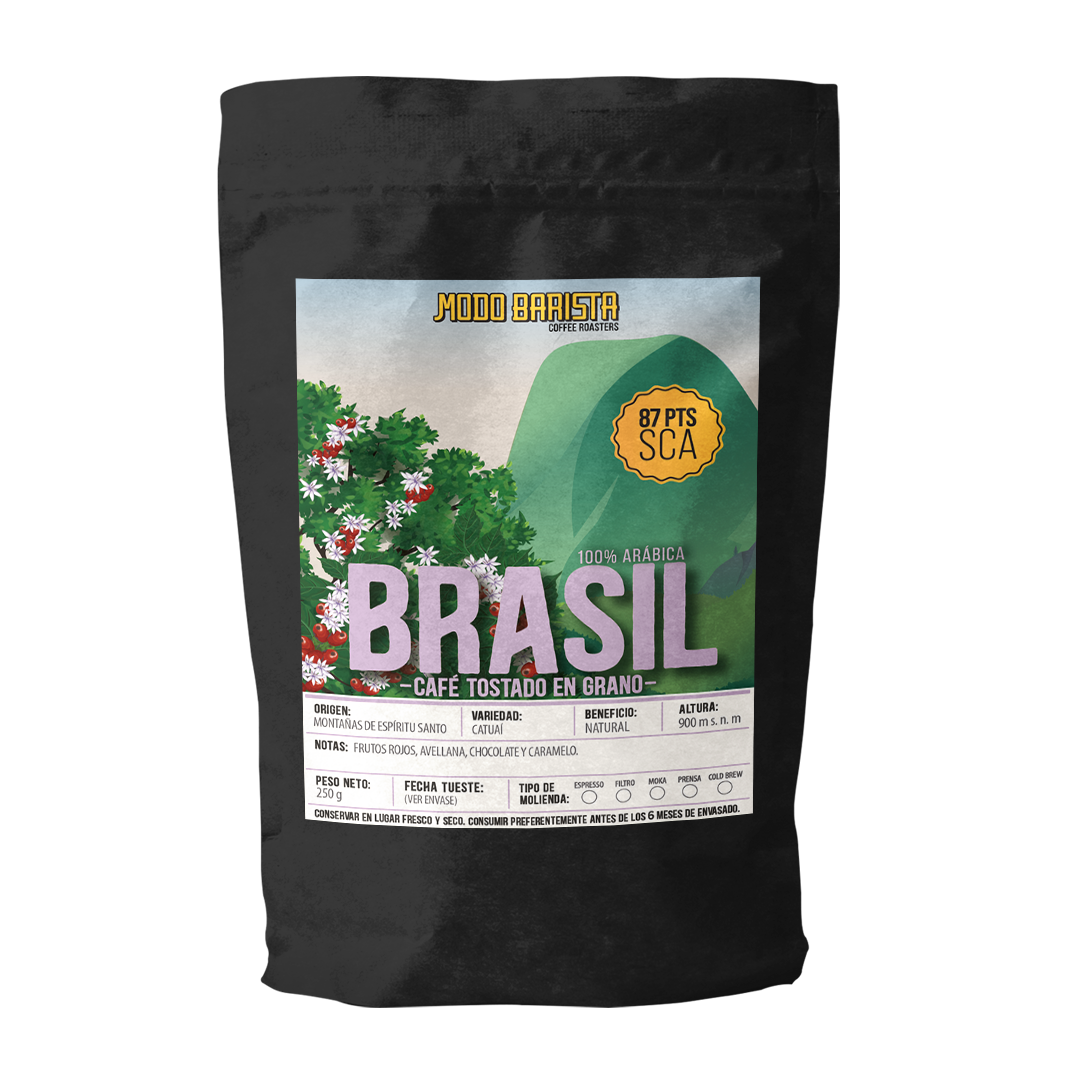 MODO BARISTA
COFFEE ROASTERS
87 PTS
SCA
100% ARÁBICA
BRASIL
-CAFÉ TOSTADO EN GRANO-
ORIGEN:
MONTAÑAS DE ESPÍRITU SANTO
VARIEDAD:
CATUAÍ
BENEFICIO:
NATURAL
ALTURA:
900 m s. n. m
NOTAS: FRUTOS ROJOS, AVELLANA, CHOCOLATE Y CARAMELO.
PESO NETO:
250 g
FECHA TUESTE:
(VER ENVASE)
TIPO DE
MOLIENDA:
ESPRESSO
FILTRO
MOKA
PRENSA
COLD BREW
CONSERVAR EN LUGAR FRESCO Y SECO. CONSUMIR PREFERENTEMENTE ANTES DE LOS 6 MESES DE ENVASADO.